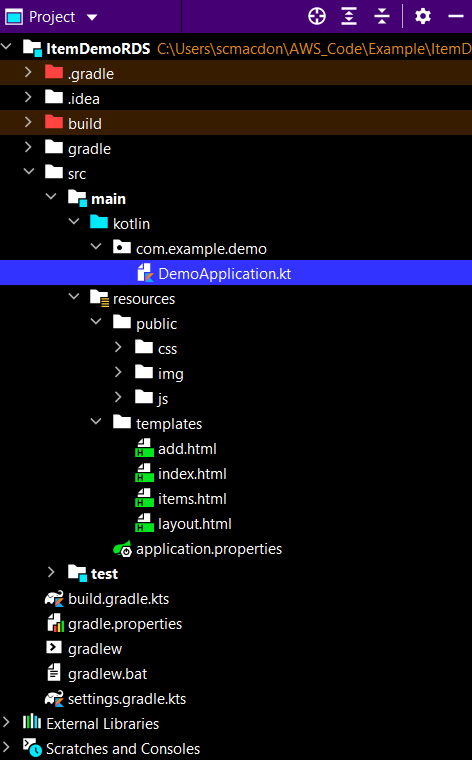 Project
ItemDemoRDS C:\Users\scmacdon\AWS_Code\Example\ItemD
.gradle
.idea
build
gradle
src
main
kotlin
com.example.demo
DemoApplication.kt
resources
public
css
img
js
templates
add.html
index.html
items.html
layout.html
application.properties
test
build.gradle.kts
gradle.properties
gradlew
gradlew.bat
settings.gradle.kts
External Libraries
Scratches and Consoles